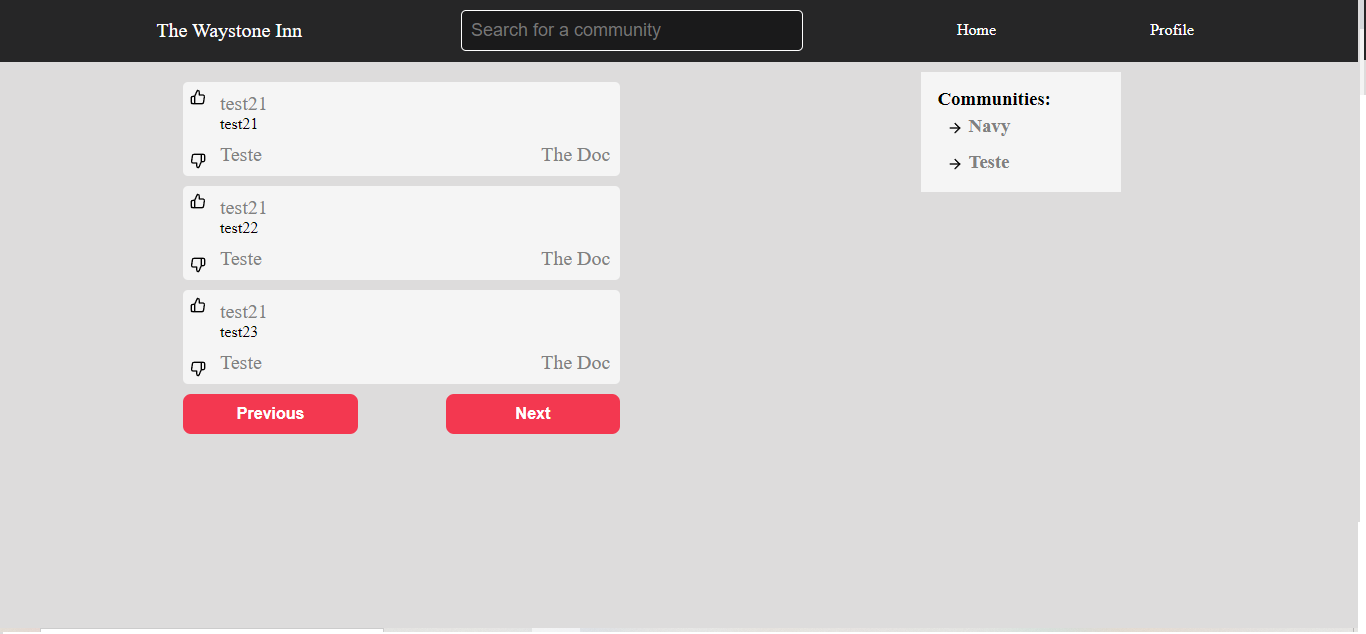 The Waystone Inn
Search for a community
Home
Profile
test21
test21
Teste
The Doc
test21
test22
Teste
The Doc
test21
test23
Teste
The Doc
Previous
Next
Communities:
Navy
Teste